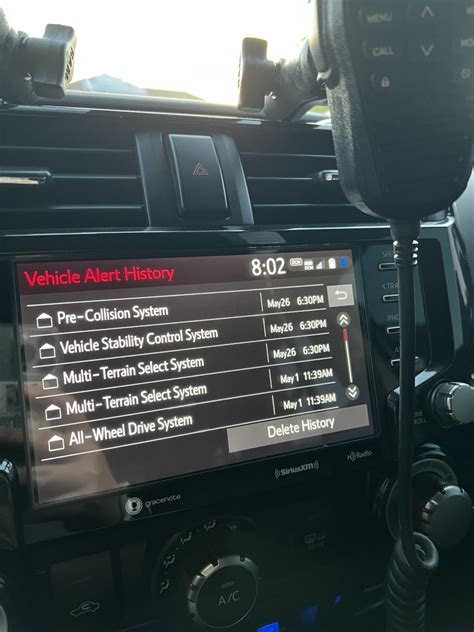 MENU
CALL
Vehicle Alert History 8:02
Pre-Collision System May26 6:30PM
Vehicle Stability Control System May26 6:30PM
Multi-Terrain Select System May26 6:30PM
Multi-Terrain Select System May 1 11:39AM
All-Wheel Drive System May 1 11:39AM
Delete History
SiriusXM HD Radio
gracenote
A/C